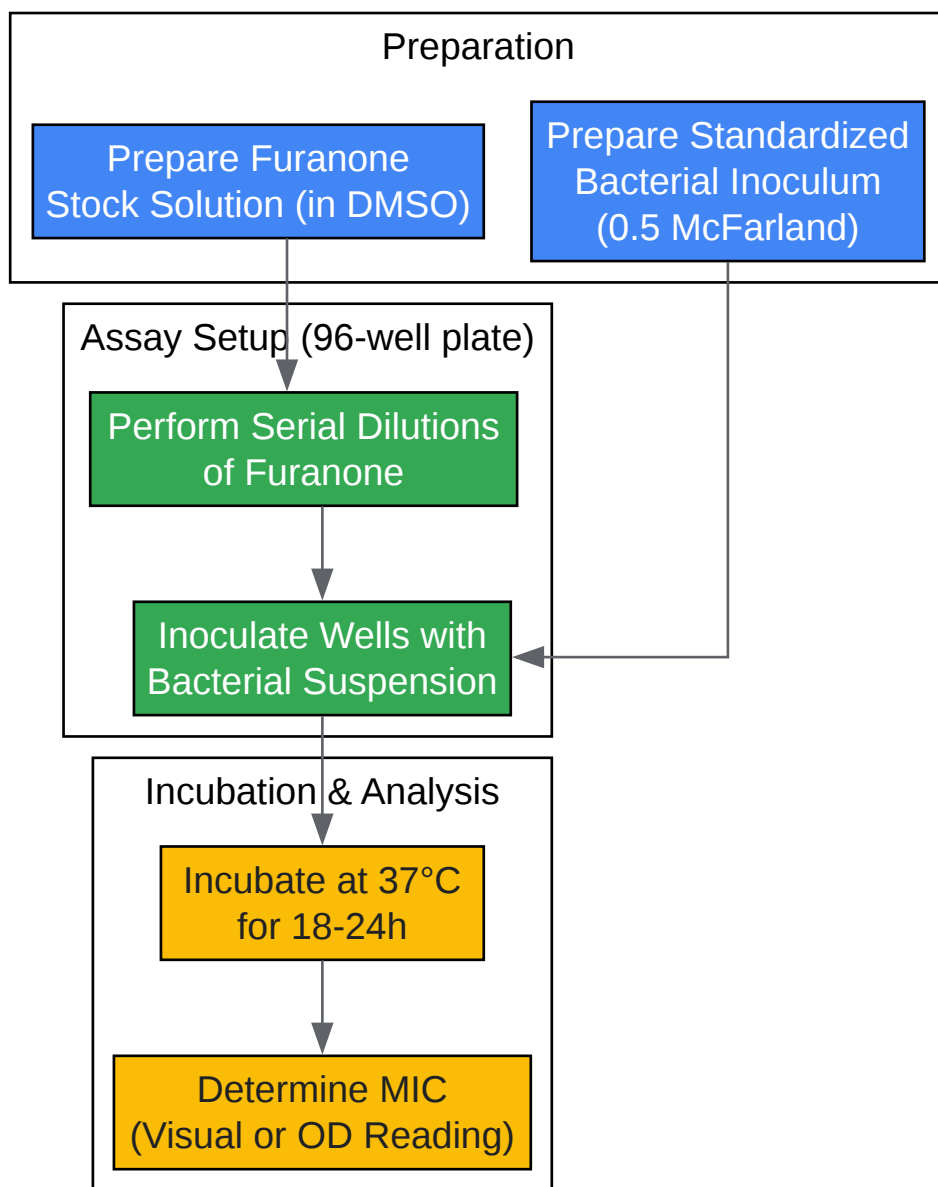 Preparation
Prepare Furanone
Stock Solution (in DMSO)
Prepare Standardized
Bacterial Inoculum
(0.5 McFarland)
Assay Setup (96-well plate)
Perform Serial Dilutions
of Furanone
Inoculate Wells with
Bacterial Suspension
Incubation & Analysis
Incubate at 37°C
for 18-24h
Determine MIC
(Visual or OD Reading)